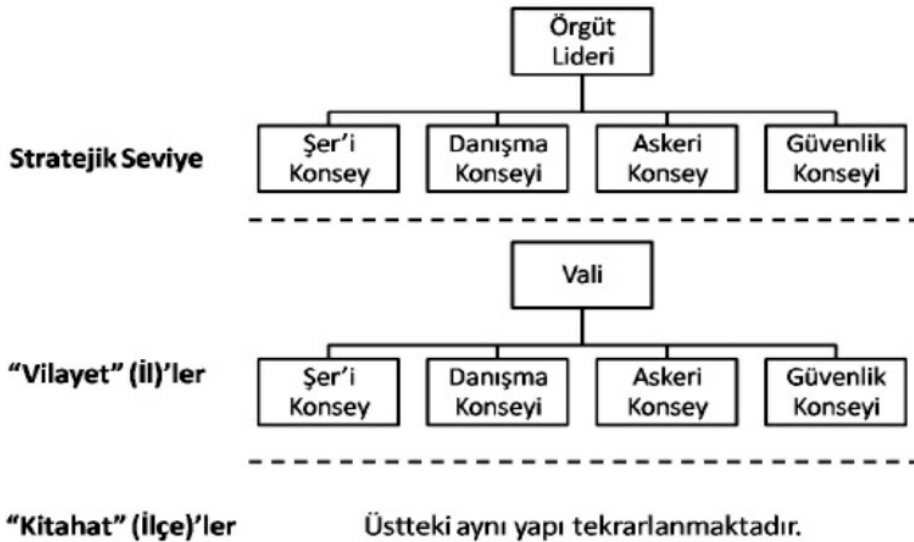 Örgüt
Lideri
Stratejik Seviye
Şer'i
Konsey
Danışma
Konseyi
Askeri
Konsey
Güvenlik
Konseyi
Vali
“Vilayet” (İl)'ler
Şer'i
Konsey
Danışma
Konseyi
Askeri
Konsey
Güvenlik
Konseyi
“Kitahat” (İlçe)'ler
Üstteki aynı yapı tekrarlanmaktadır.